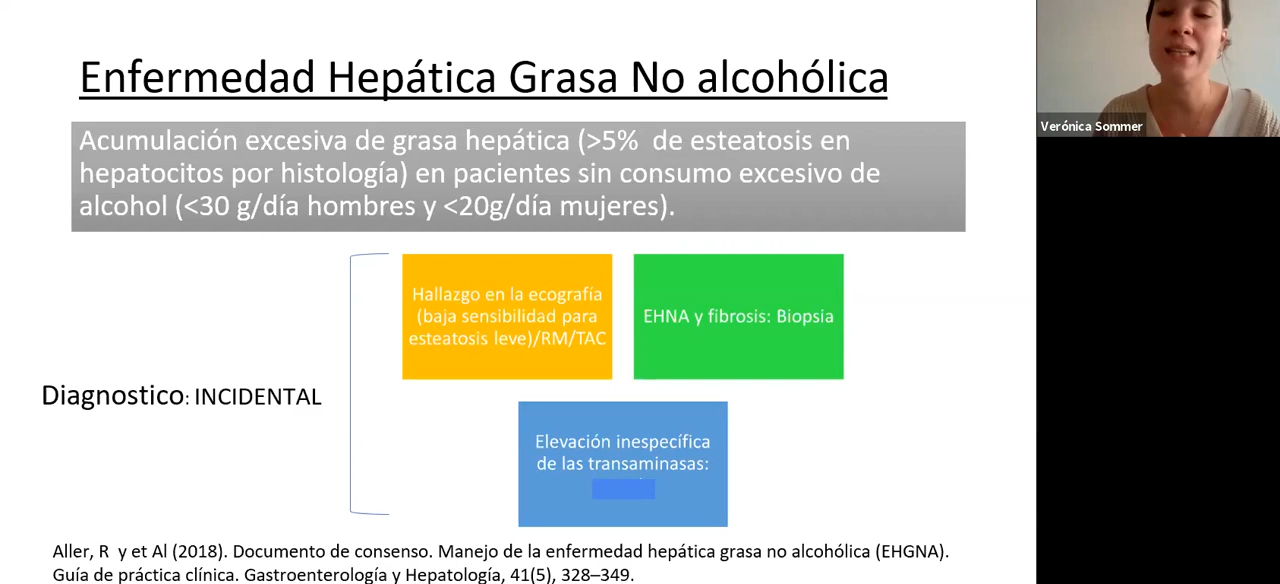 Enfermedad Hepática Grasa No alcohólica
Acumulación excesiva de grasa hepática (>5% de esteatosis en
hepatocitos por histología) en pacientes sin consumo excesivo de
alcohol (<30 g/día hombres y <20g/día mujeres).
Hallazgo en la ecografía
(baja sensibilidad para
esteatosis leve)/RM/TAC
EHNA y fibrosis: Biopsia
Diagnostico: INCIDENTAL
Elevación inespecífica
de las transaminasas:
Aller, R y et Al (2018). Documento de consenso. Manejo de la enfermedad hepática grasa no alcohólica (EHGNA).
Guía de práctica clínica. Gastroenterología y Hepatología, 41(5), 328–349.
Verónica Sommer